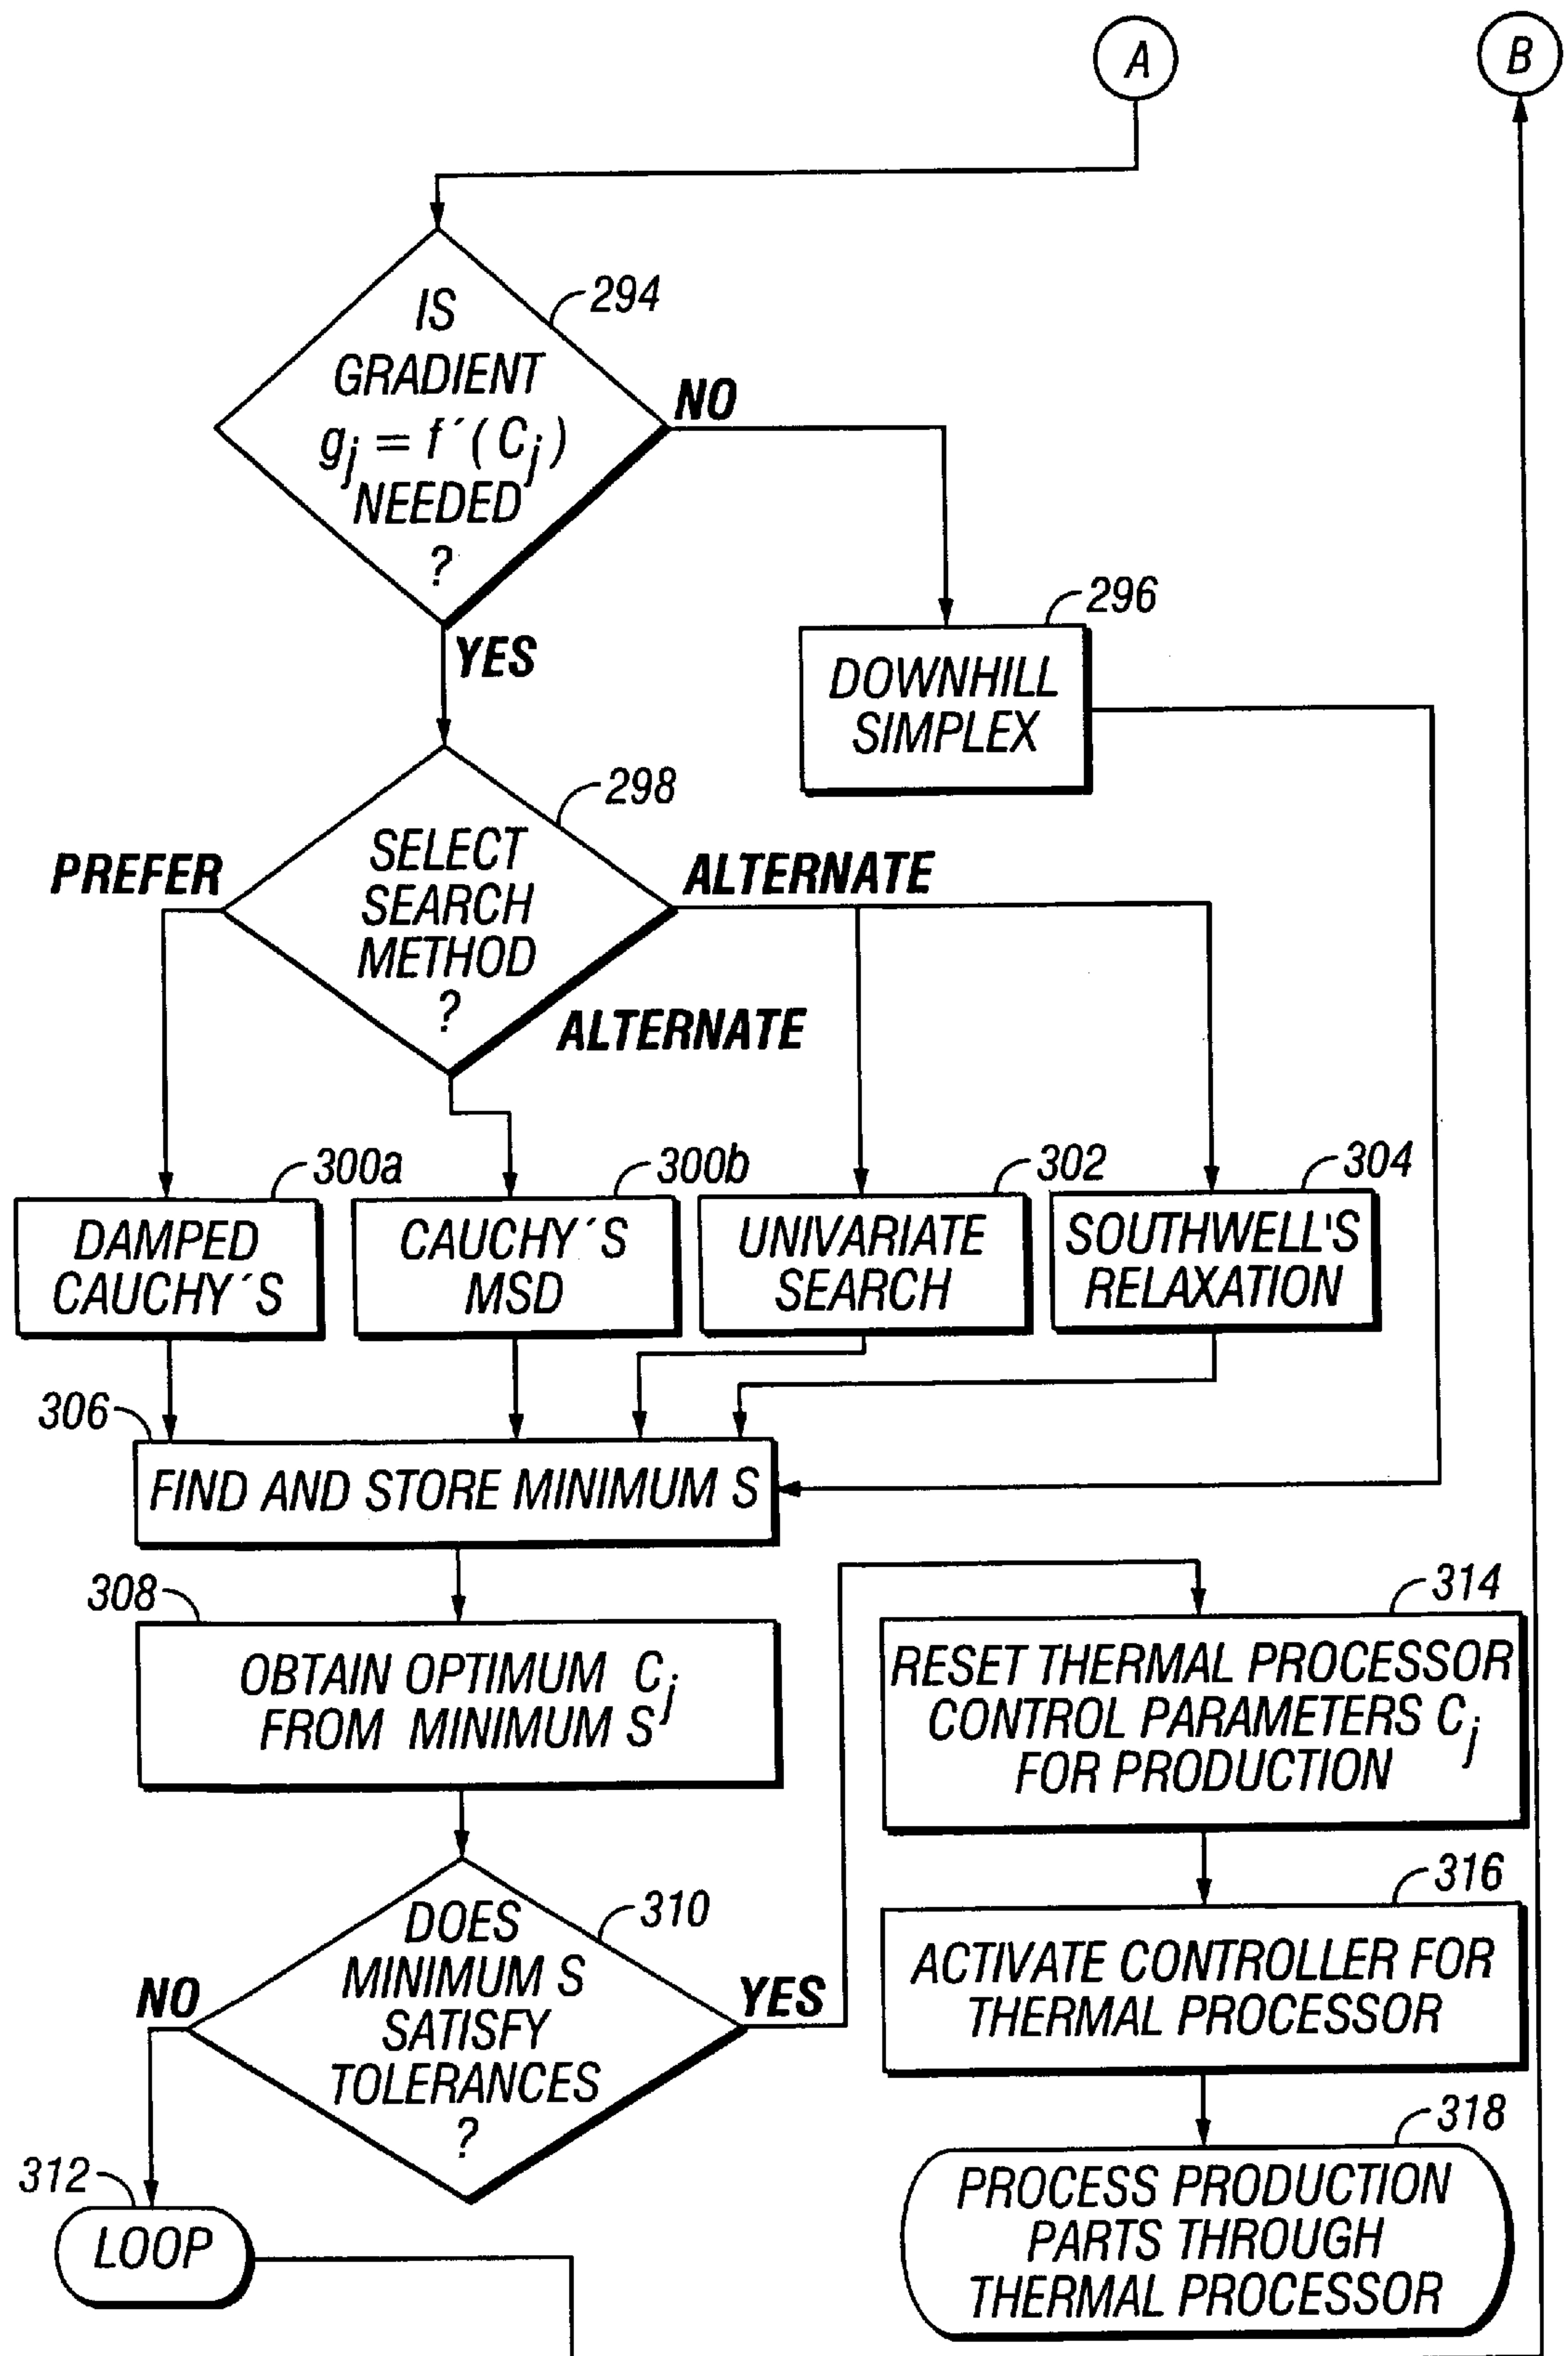 A
B
294
IS
GRADIENT
gj = f´(Cj)
NEEDED
?
NO
YES
296
DOWNHILL
SIMPLEX
298
PREFER
SELECT
SEARCH
METHOD
?
ALTERNATE
ALTERNATE
300a
DAMPED
CAUCHY´S
300b
CAUCHY´S
MSD
302
UNIVARIATE
SEARCH
304
SOUTHWELL'S
RELAXATION
306
FIND AND STORE MINIMUM S
308
OBTAIN OPTIMUM Cj
FROM MINIMUM S
310
DOES
MINIMUM S
SATISFY
TOLERANCES
?
NO
YES
312
LOOP
314
RESET THERMAL PROCESSOR
CONTROL PARAMETERS Cj
FOR PRODUCTION
316
ACTIVATE CONTROLLER FOR
THERMAL PROCESSOR
318
PROCESS PRODUCTION
PARTS THROUGH
THERMAL PROCESSOR